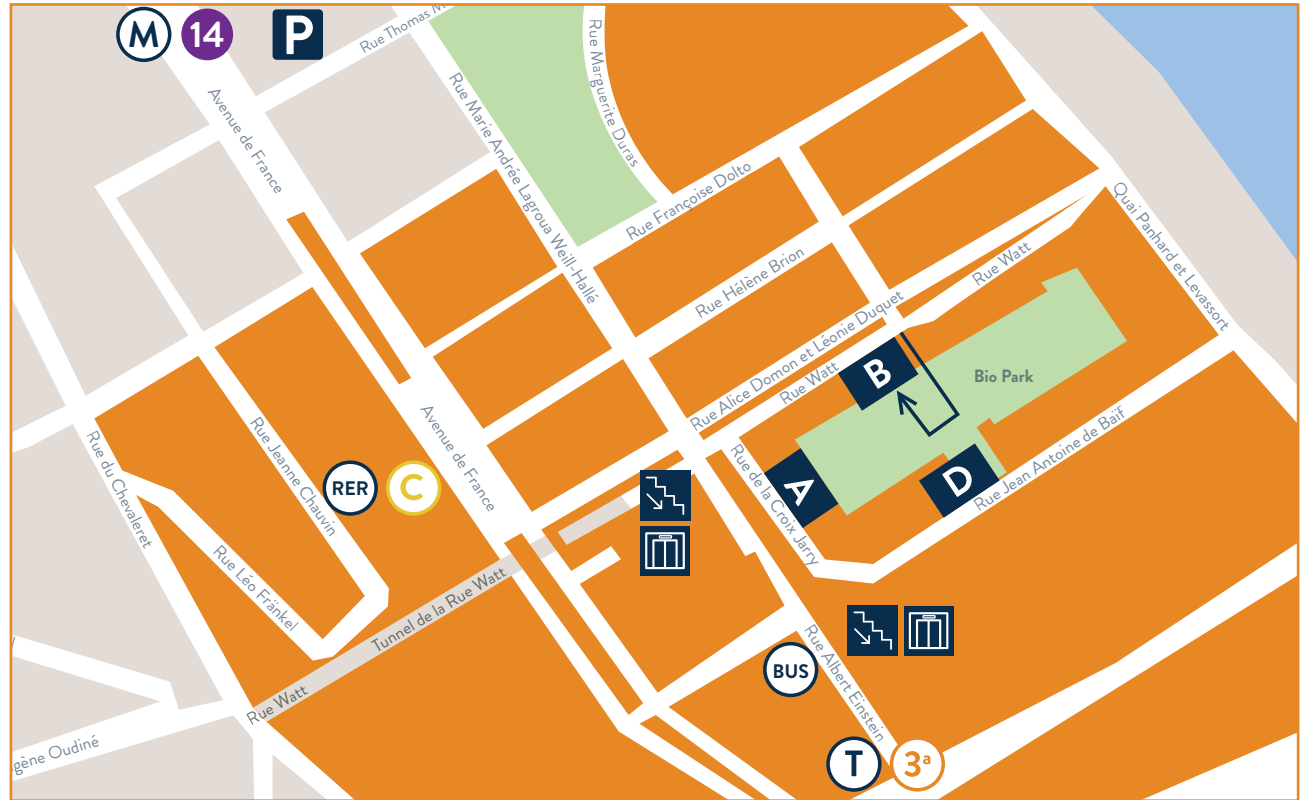 M
14
P
Rue Thomas M
Avenue de France
Rue Marie Andrée Lagroua Weill-Hallé
Rue Marguerite Duras
Rue Françoise Dolto
Quai Panhard et Levassort
Rue Hélène Brion
Rue Watt
Rue Alice Domon et Léonie Duquet
Rue Watt
B
Bio Park
Rue du Chevaleret
Rue Jeanne Chauvin
RER
C
Avenue de France
Rue de la Croix Jarry
A
D
Rue Jean Antoine de Baïf
Rue Léo Fränkel
Tunnel de la Rue Watt
Rue Watt
BUS
Rue Albert Einstein
gène Oudiné
T
3ª